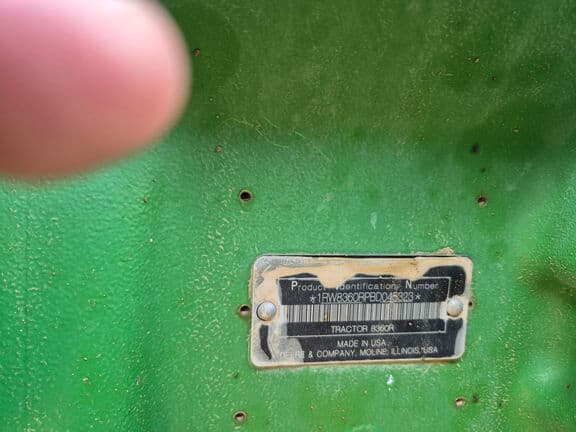 Product Identification Number
*1RW8360RPBD045323*
TRACTOR 8360R
MADE IN USA
DEERE & COMPANY, MOLINE, ILLINOIS, USA